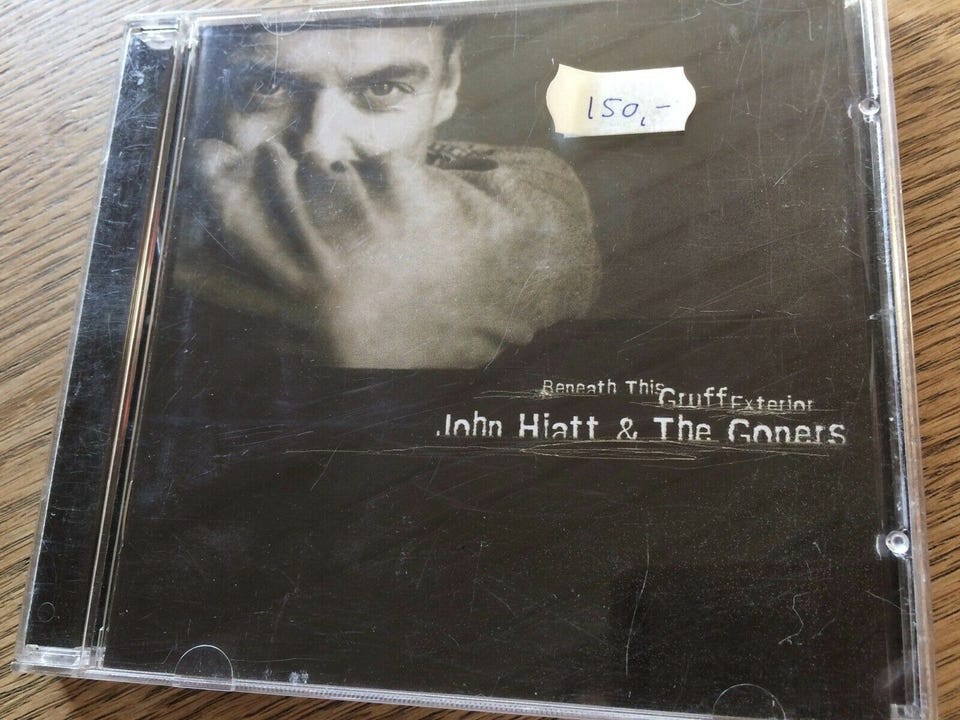 150,-
Beneath This Gruff Exterior
John Hiatt & The Goners